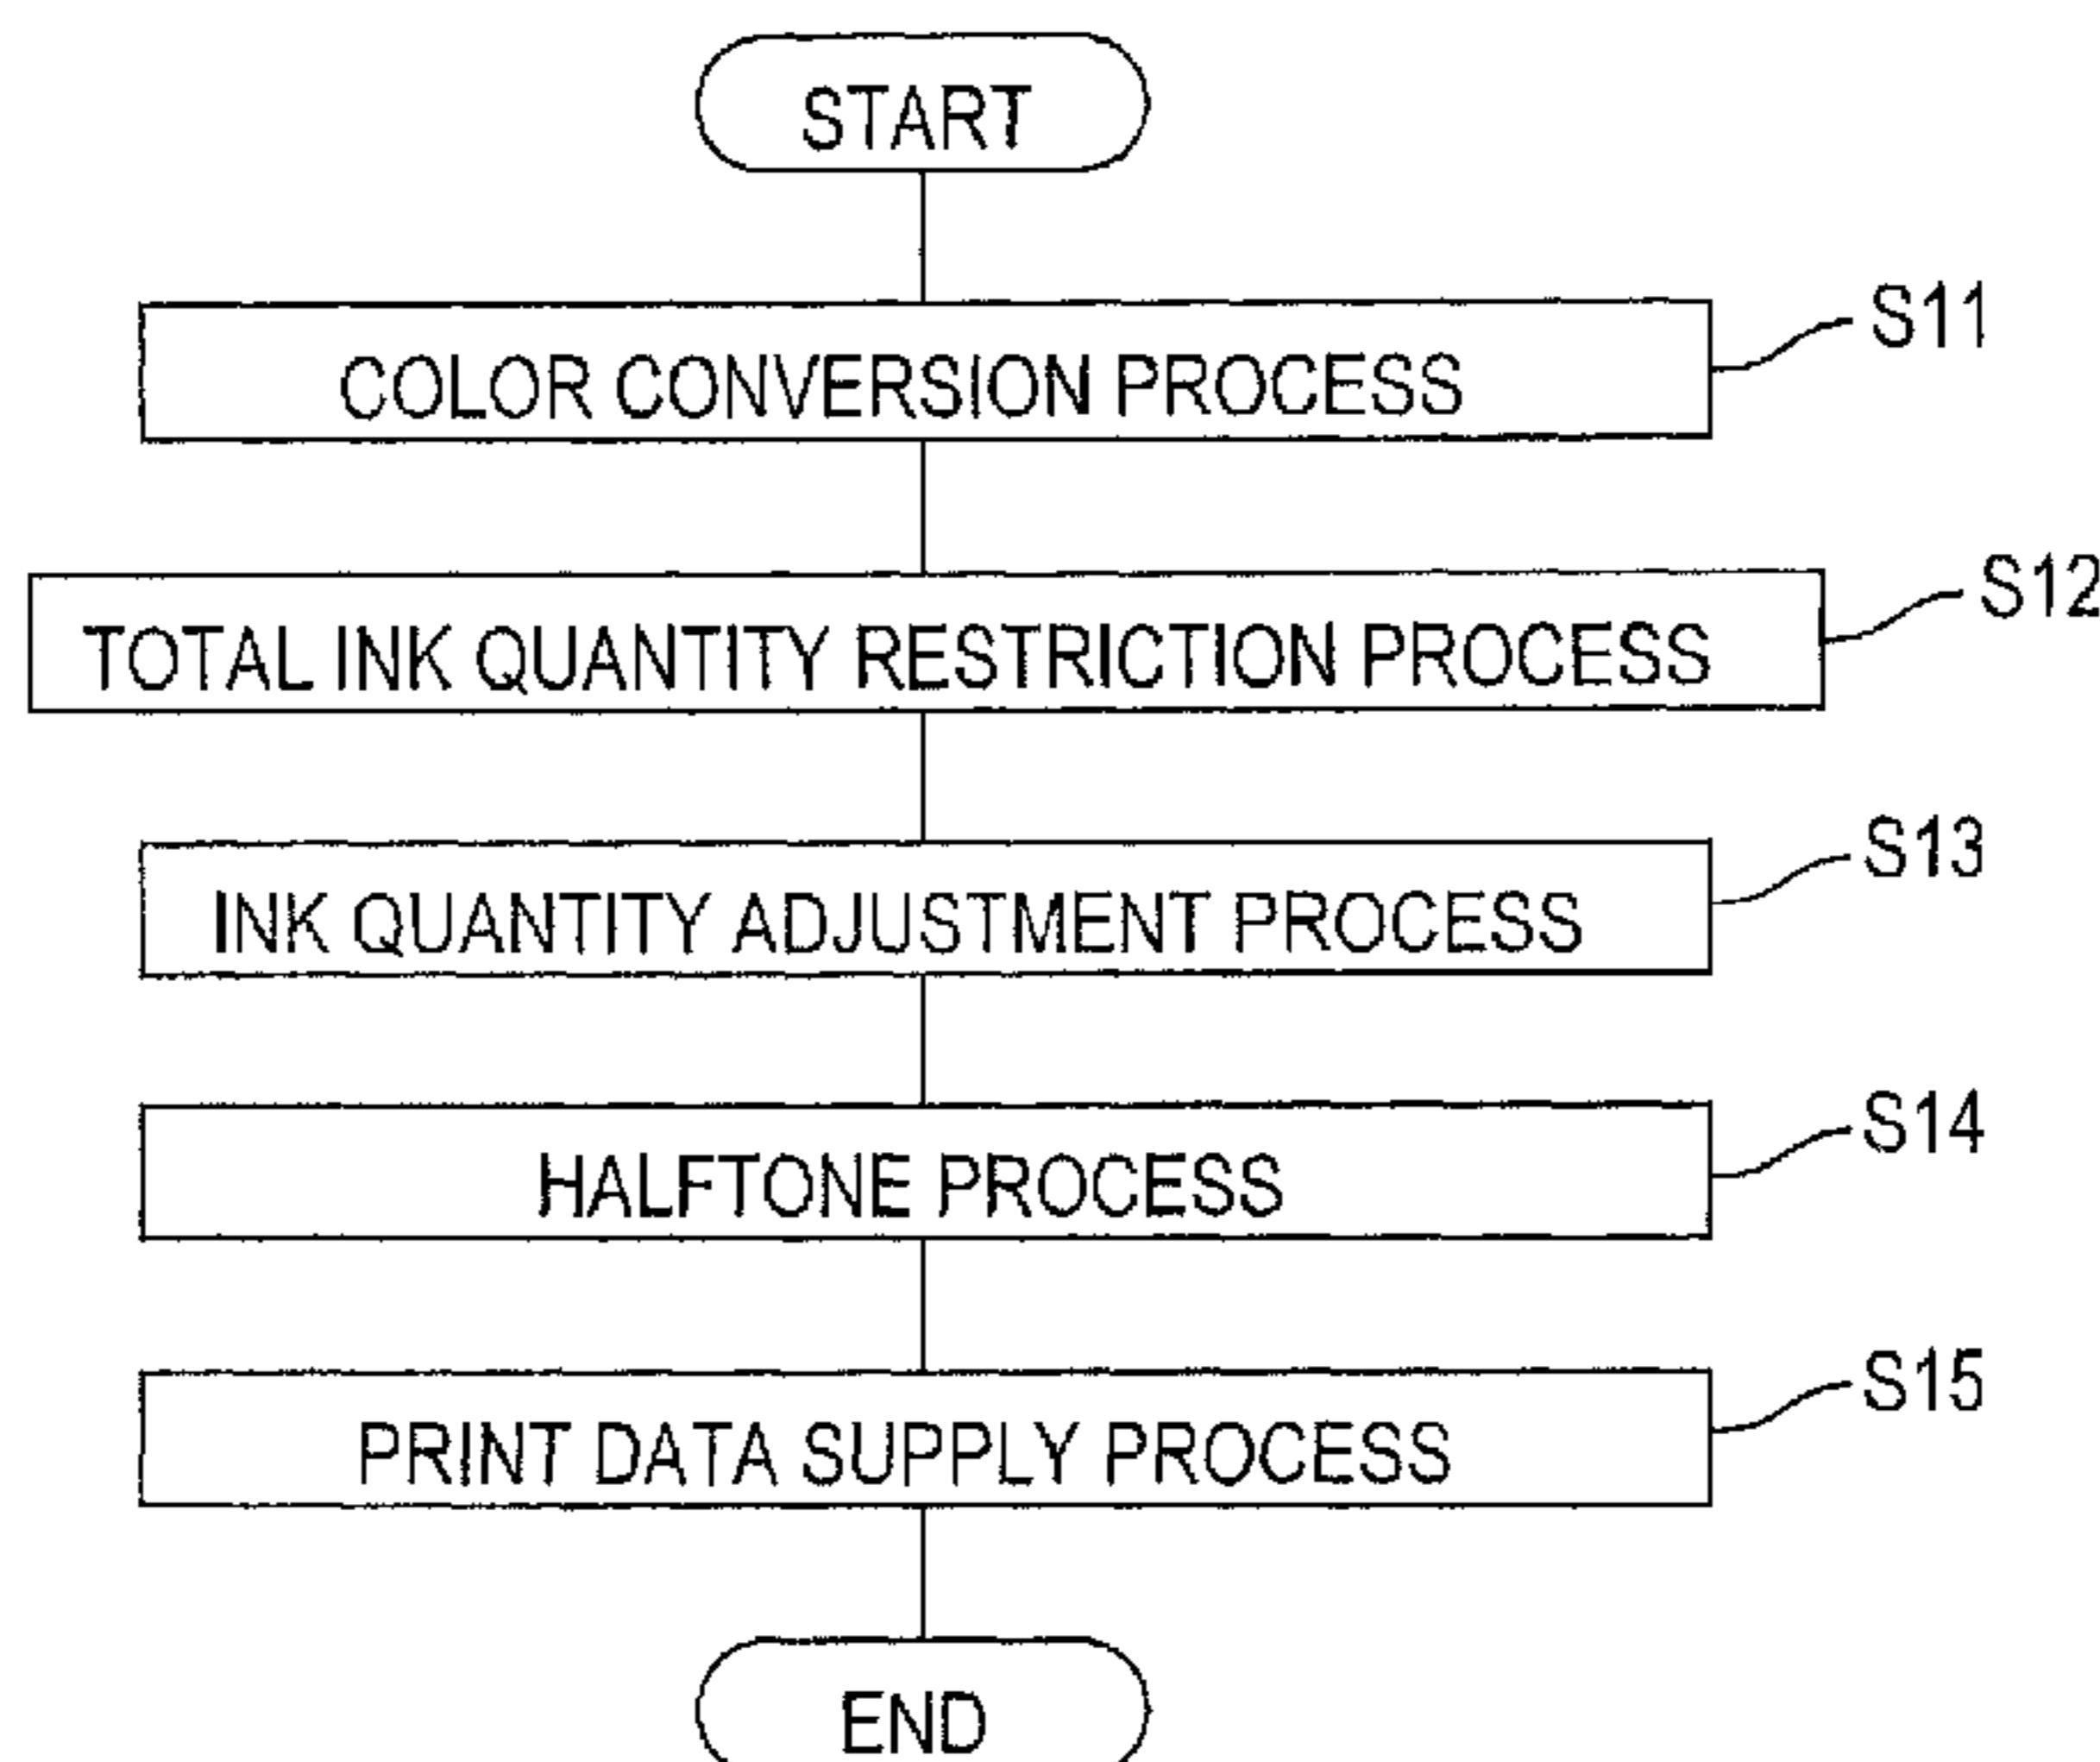 START
COLOR CONVERSION PROCESS
S11
TOTAL INK QUANTITY RESTRICTION PROCESS
S12
INK QUANTITY ADJUSTMENT PROCESS
S13
HALFTONE PROCESS
S14
PRINT DATA SUPPLY PROCESS
S15
END